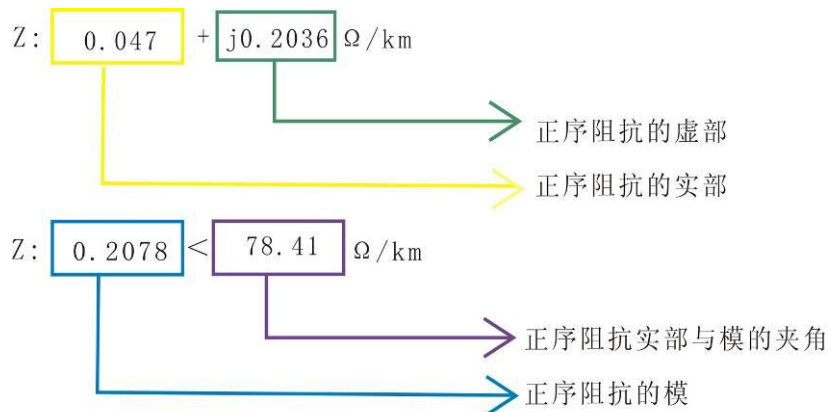 Z: 0.047 + j0.2036 Ω/km
正序阻抗的虚部
正序阻抗的实部
Z: 0.2078 < 78.41 Ω/km
正序阻抗实部与模的夹角
正序阻抗的模